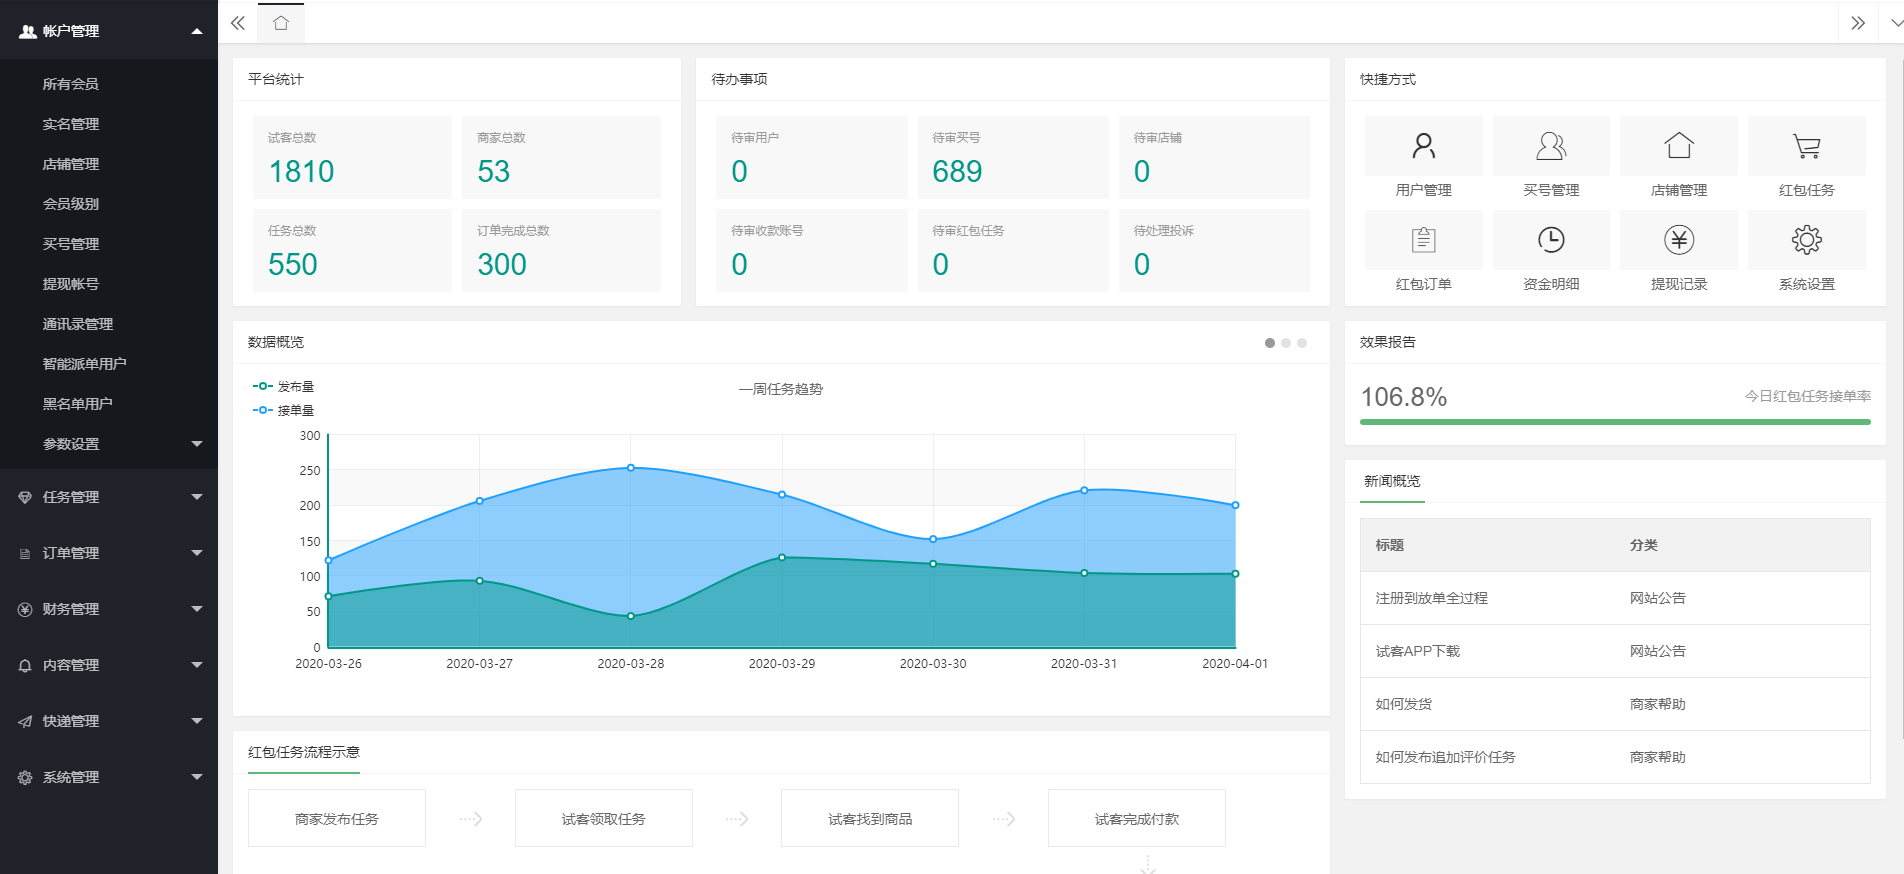 帐户管理
所有会员
实名管理
店铺管理
会员级别
买号管理
提现帐号
通讯录管理
智能派单用户
黑名单用户
参数设置
任务管理
订单管理
财务管理
内容管理
快递管理
系统管理
平台统计
试客总数
1810
商家总数
53
任务总数
550
订单完成总数
300
待办事项
待审用户
0
待审买号
689
待审店铺
0
待审收款账号
0
待审红包任务
0
待处理投诉
0
快捷方式
用户管理
买号管理
店铺管理
红包任务
红包订单
资金明细
提现记录
系统设置
数据概览
发布量
接单量
一周任务趋势
300
250
200
150
100
50
0
2020-03-26
2020-03-27
2020-03-28
2020-03-29
2020-03-30
2020-03-31
2020-04-01
效果报告
106.8%
今日红包任务接单率
新闻概览
标题 分类
注册到放单全过程 网站公告
试客APP下载 网站公告
如何发货 商家帮助
如何发布追加评价任务 商家帮助
红包任务流程示意
商家发布任务
试客领取任务
试客找到商品
试客完成付款